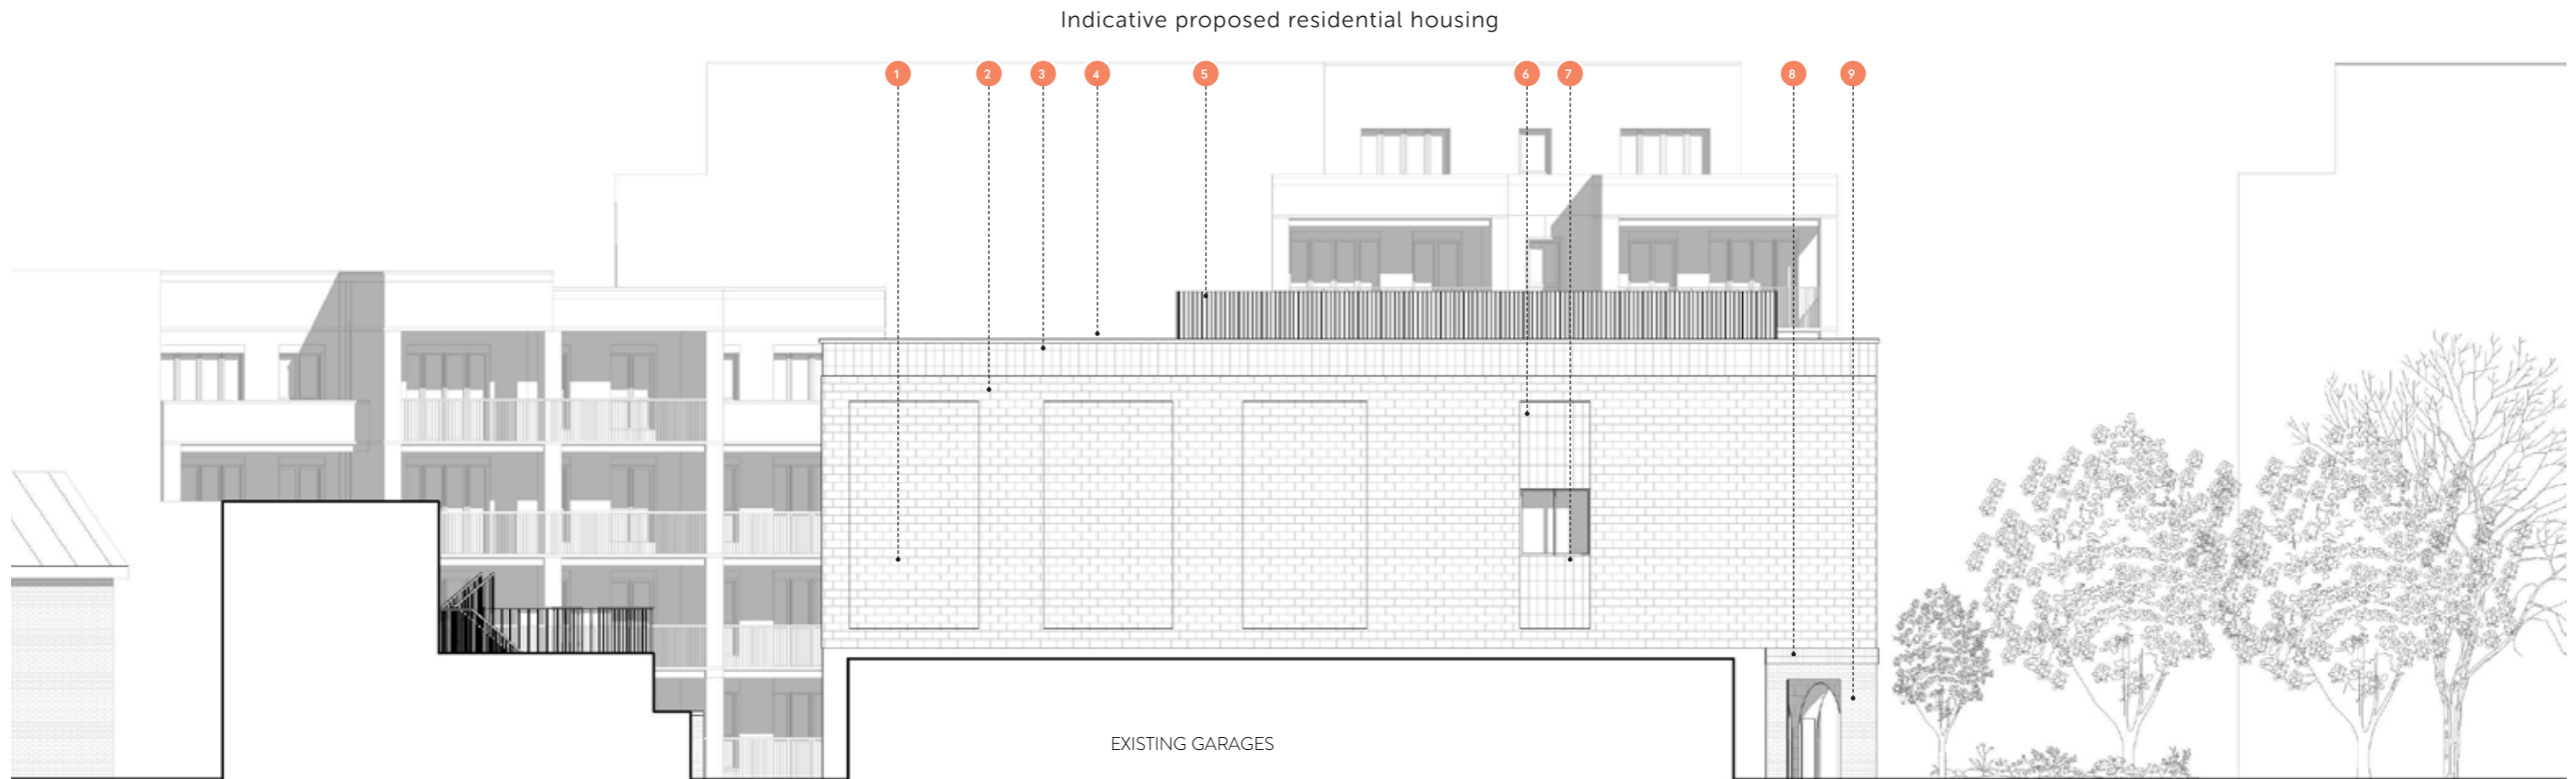 Indicative proposed residential housing
1 2 3 4 5 6 7 8 9
EXISTING GARAGES